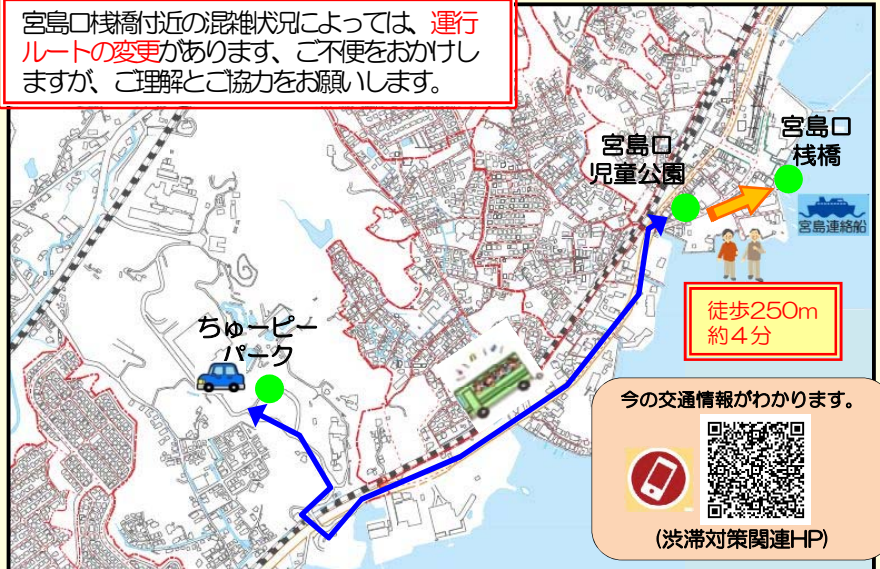 宮島口桟橋付近の混雑状況によっては、運行
ルートの変更があります、ご不便をおかけし
ますが、ご理解とご協力をお願いします。
宮島口
桟橋
宮島口
児童公園
宮島連絡船
徒歩250m
約4分
ちゅーピー
パーク
今の交通情報がわかります。
(渋滞対策関連HP)